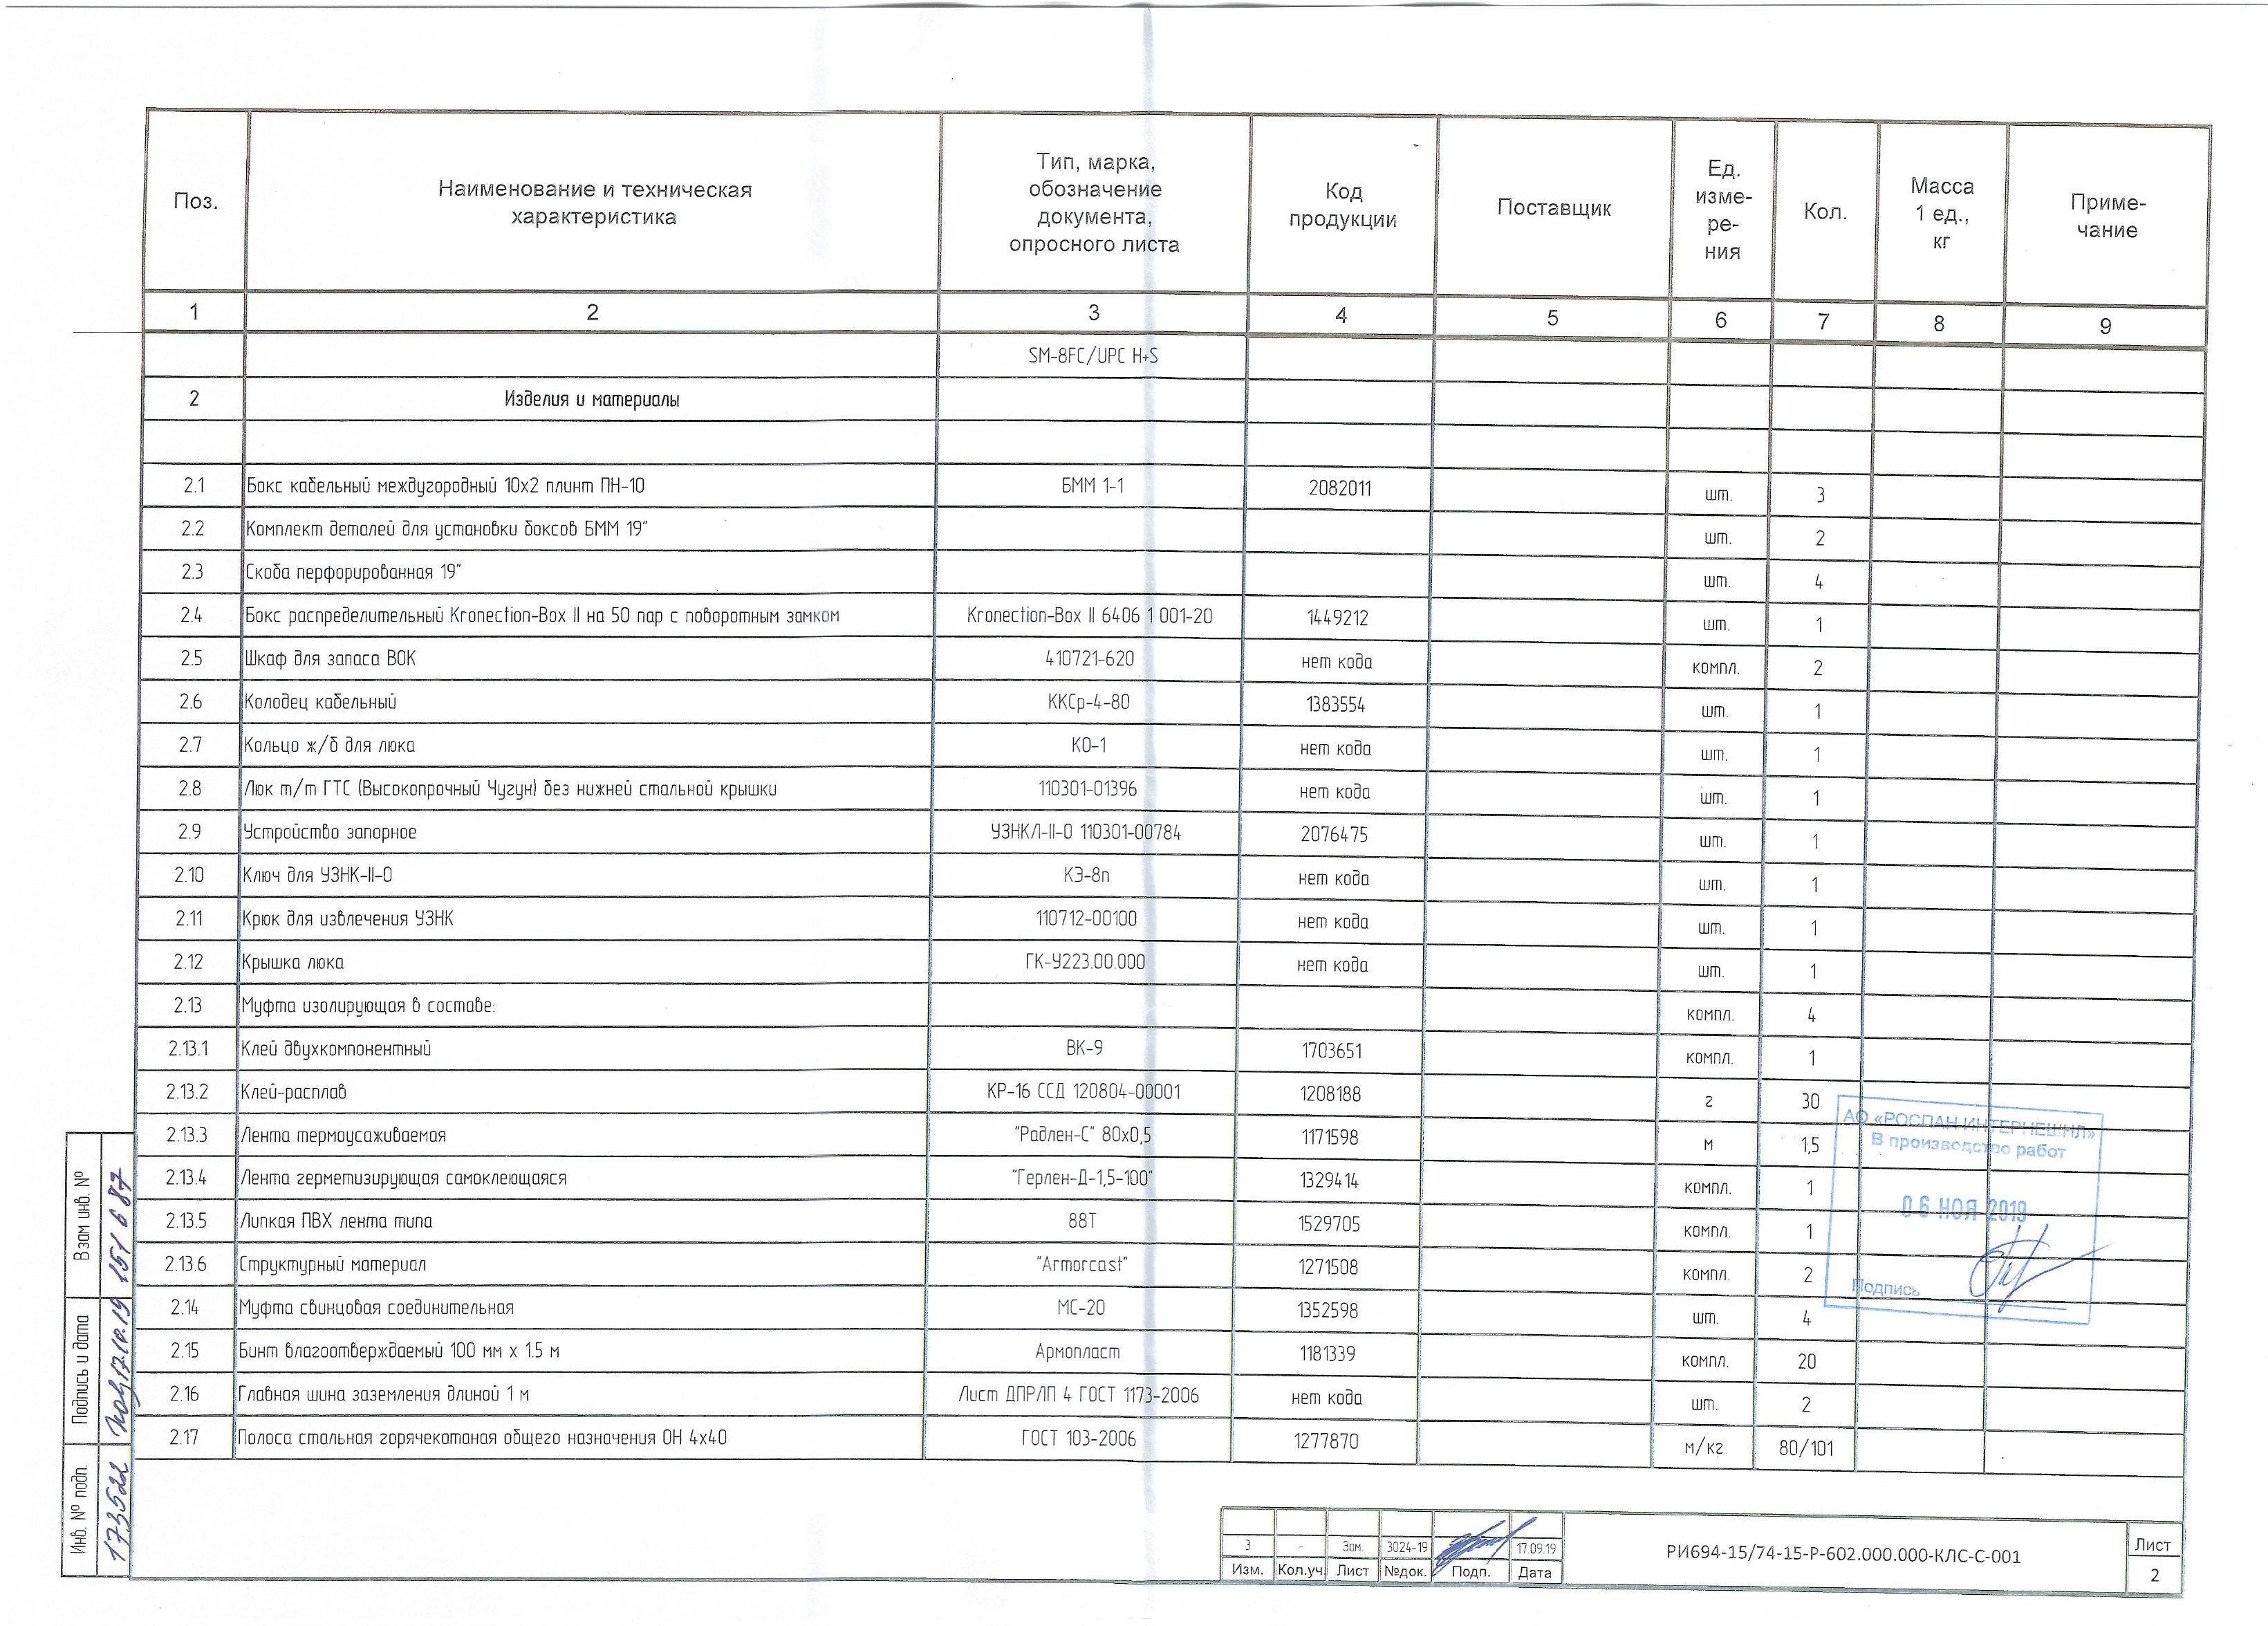 Поз.
Наименование и техническая
характеристика
Тип, марка,
обозначение
документа,
опросного листа
Код
продукции
Поставщик
Ед.
изме-
ре-
ния
Кол.
Масса
1 ед.,
кг
Приме-
чание
1 2 3 4 5 6 7 8 9
SM-8FC/UPC H+S
2 Изделия и материалы
2.1 Бокс кабельный междугородный 10х2 плинт ПН-10 БММ 1-1 2082011 шт. 3
2.2 Комплект деталей для установки боксов БММ 19" шт. 2
2.3 Скоба перфорированная 19" шт. 4
2.4 Бокс распределительный Kronection-Box II на 50 пар с поворотным замком Kronection-Box II 6406 1 001-20 1449212 шт. 1
2.5 Шкаф для запаса ВОК 410721-620 нет кода компл. 2
2.6 Колодец кабельный ККСр-4-80 1383554 шт. 1
2.7 Кольцо ж/б для люка КО-1 нет кода шт. 1
2.8 Люк т/т ГТС (Высокопрочный Чугун) без нижней стальной крышки 110301-01396 нет кода шт. 1
2.9 Устройство запорное УЗНКЛ-II-О 110301-00784 2076475 шт. 1
2.10 Ключ для УЗНК-II-О КЭ-8п нет кода шт. 1
2.11 Крюк для извлечения УЗНК 110712-00100 нет кода шт. 1
2.12 Крышка люка ГК-У223.00.000 нет кода шт. 1
2.13 Муфта изолирующая в составе: компл. 4
2.13.1 Клей двухкомпонентный ВК-9 1703651 компл. 1
2.13.2 Клей-расплав КР-16 ССД 120804-00001 1208188 г 30
2.13.3 Лента термоусаживаемая "Радлен-С" 80х0,5 1171598 м 1,5
2.13.4 Лента герметизирующая самоклеющаяся "Герлен-Д-1,5-100" 1329414 компл. 1
2.13.5 Липкая ПВХ лента типа 88Т 1529705 компл. 1
2.13.6 Структурный материал "Armorcast" 1271508 компл. 2
2.14 Муфта свинцовая соединительная МС-20 1352598 шт. 4
2.15 Бинт влагоотверждаемый 100 мм х 1.5 м Армопласт 1181339 компл. 20
2.16 Главная шина заземления длиной 1 м Лист ДПРЛП 4 ГОСТ 1173-2006 нет кода шт. 2
2.17 Полоса стальная горячекатаная общего назначения ОН 4х40 ГОСТ 103-2006 1277870 м/кг 80/101
АО «РОСПАН ИНТЕРНЕШНЛ»
В производство работ
06 НОЯ 2019
Подпись
Взам инв. №
151 687
Подпись и дата
17.10.19
Инв. № подп.
173522
3 - Зам. 3024-19 17.09.19
Изм. Кол.уч. Лист №док. Подп. Дата
РИ694-15/74-15-Р-602.000.000-КЛС-С-001
Лист
2